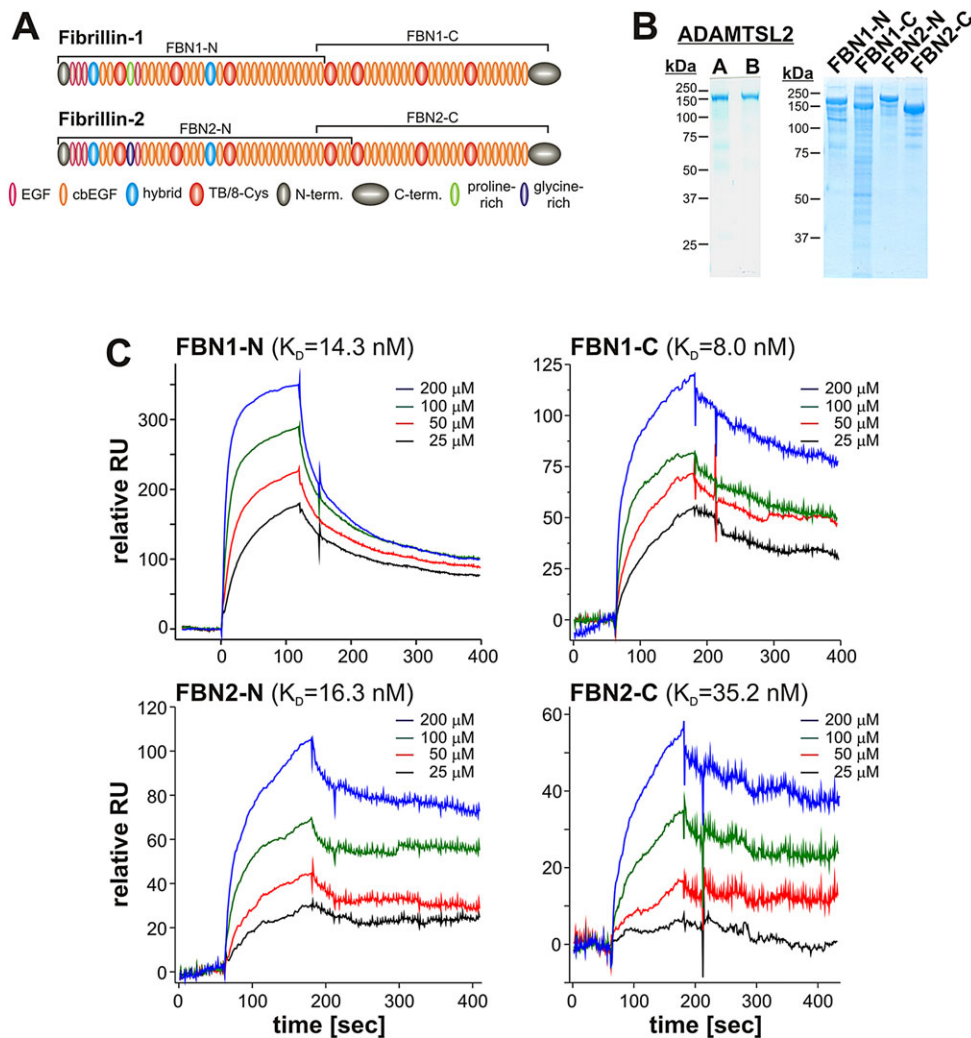 A
Fibrillin-1
FBN1-N
FBN1-C
Fibrillin-2
FBN2-N
FBN2-C
EGF
cbEGF
hybrid
TB/8-Cys
N-term.
C-term.
proline-
rich
glycine-
rich
B
ADAMTSL2
kDa
A B
250
150
100
75
50
37
25
kDa
FBN1-N
FBN1-C
FBN2-N
FBN2-C
250
150
100
75
50
37
C
FBN1-N (K_D=14.3 nM)
200 μM
100 μM
50 μM
25 μM
relative RU
300
200
100
0
0 100 200 300 400
FBN1-C (K_D=8.0 nM)
200 μM
100 μM
50 μM
25 μM
125
100
75
50
25
0
0 100 200 300 400
FBN2-N (K_D=16.3 nM)
200 μM
100 μM
50 μM
25 μM
relative RU
120
100
80
60
40
20
0
0 100 200 300 400
time [sec]
FBN2-C (K_D=35.2 nM)
200 μM
100 μM
50 μM
25 μM
60
40
20
0
0 100 200 300 400
time [sec]